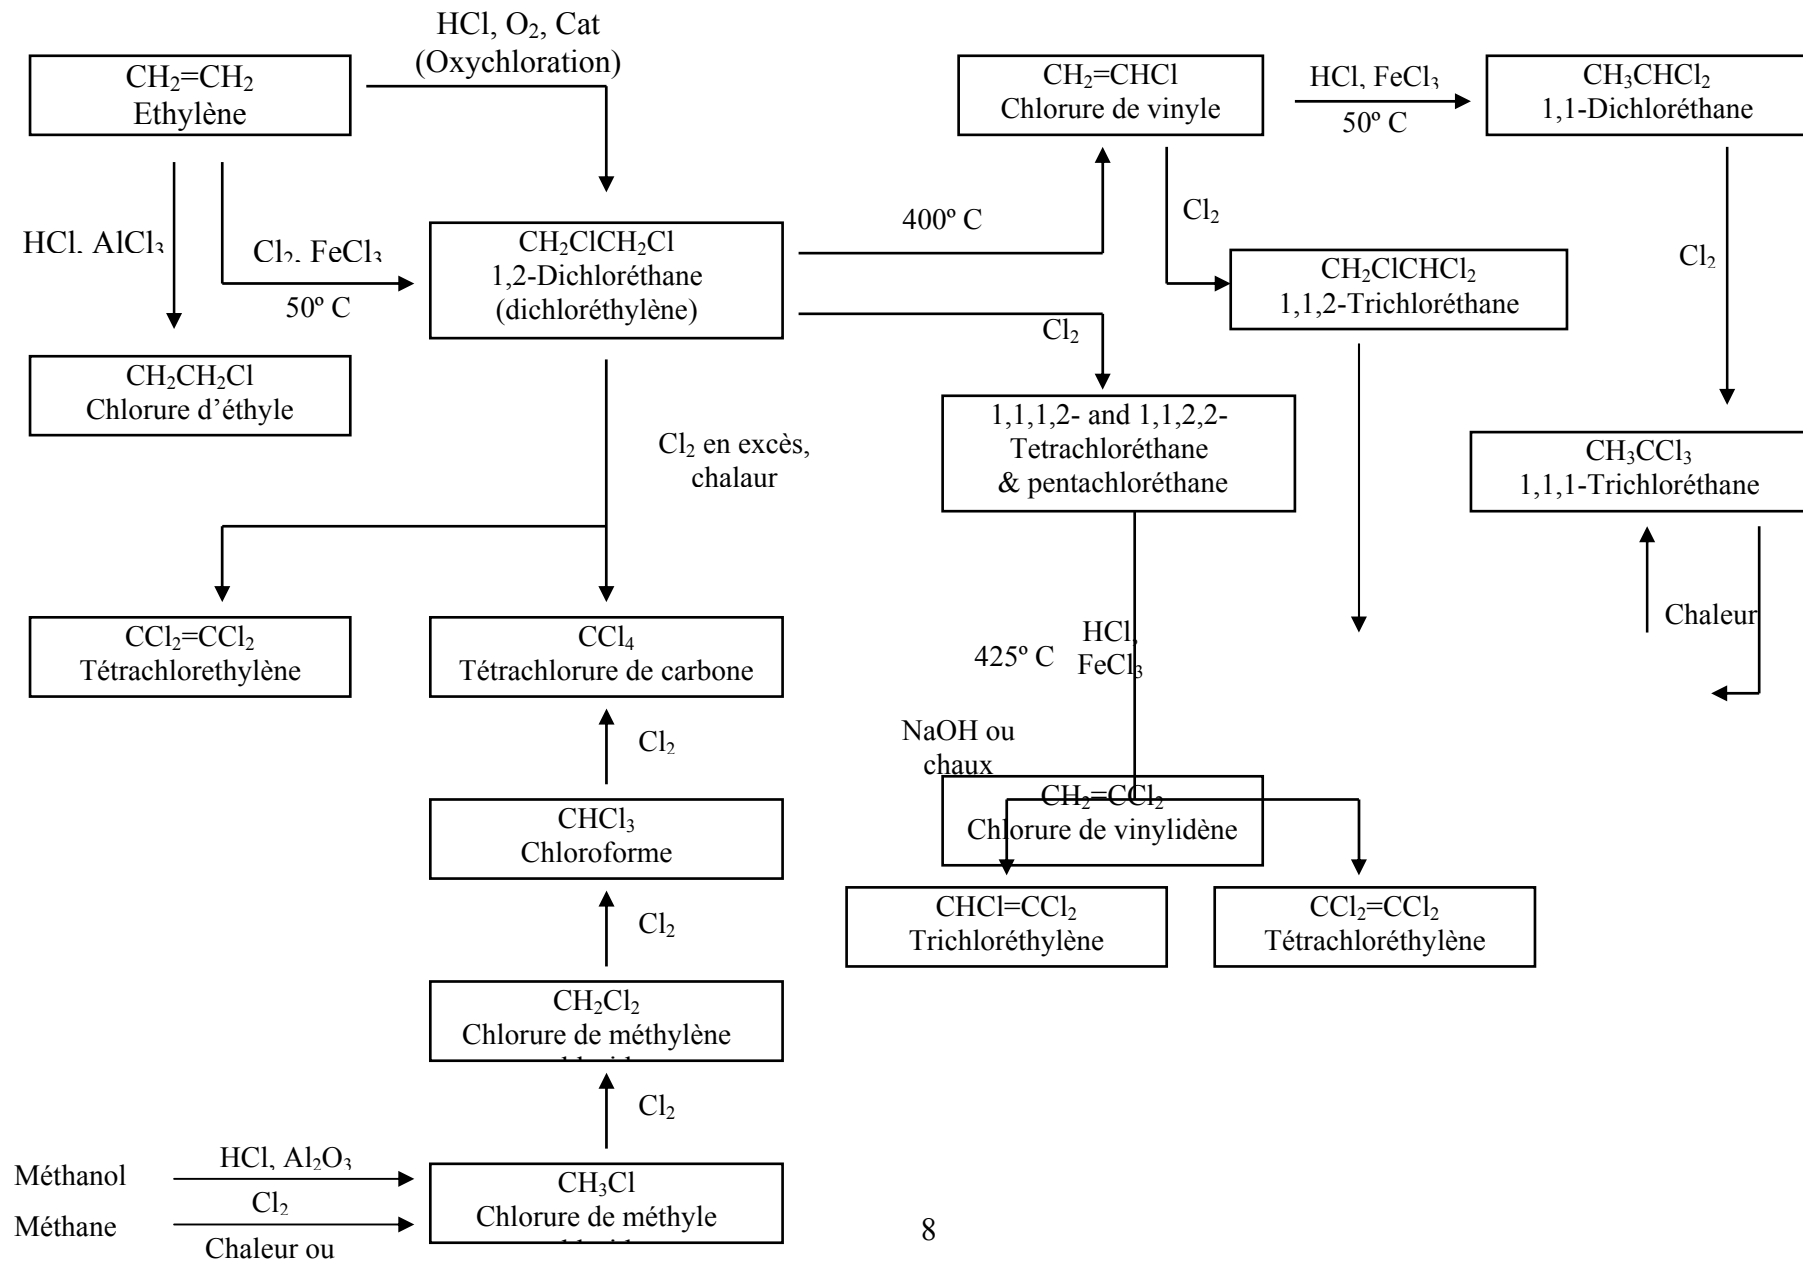 HCl, O₂, Cat
(Oxychloration)
CH₂=CH₂
Ethylène
CH₂=CHCl
Chlorure de vinyle
HCl, FeCl₃
50º C
CH₃CHCl₂
1,1-Dichloréthane
HCl, AlCl₃
Cl₂, FeCl₃
50º C
CH₂ClCH₂Cl
1,2-Dichloréthane
(dichloréthylène)
400º C
Cl₂
CH₂ClCHCl₂
1,1,2-Trichloréthane
Cl₂
Cl₂
CH₂CH₂Cl
Chlorure d’éthyle
1,1,1,2- and 1,1,2,2-
Tetrachloréthane
& pentachloréthane
Cl₂ en excès,
chalaur
CH₃CCl₃
1,1,1-Trichloréthane
Chaleur
CCl₂=CCl₂
Tétrachlorethylène
CCl₄
Tétrachlorure de carbone
425º C
HCl,
FeCl₃
NaOH ou
chaux
Cl₂
CH₂=CCl₂
Chlorure de vinylidène
CHCl₃
Chloroforme
CHCl=CCl₂
Trichloréthylène
CCl₂=CCl₂
Tétrachloréthylène
Cl₂
CH₂Cl₂
Chlorure de méthylène
Cl₂
Méthanol
HCl, Al₂O₃
CH₃Cl
Chlorure de méthyle
Méthane
Cl₂
Chaleur ou
8